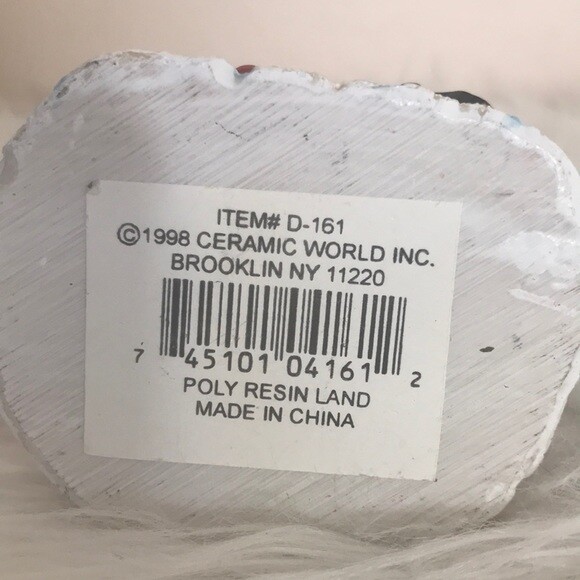 ITEM# D-161
©1998 CERAMIC WORLD INC.
BROOKLIN NY 11220
7 45101 04161 2
POLY RESIN LAND
MADE IN CHINA